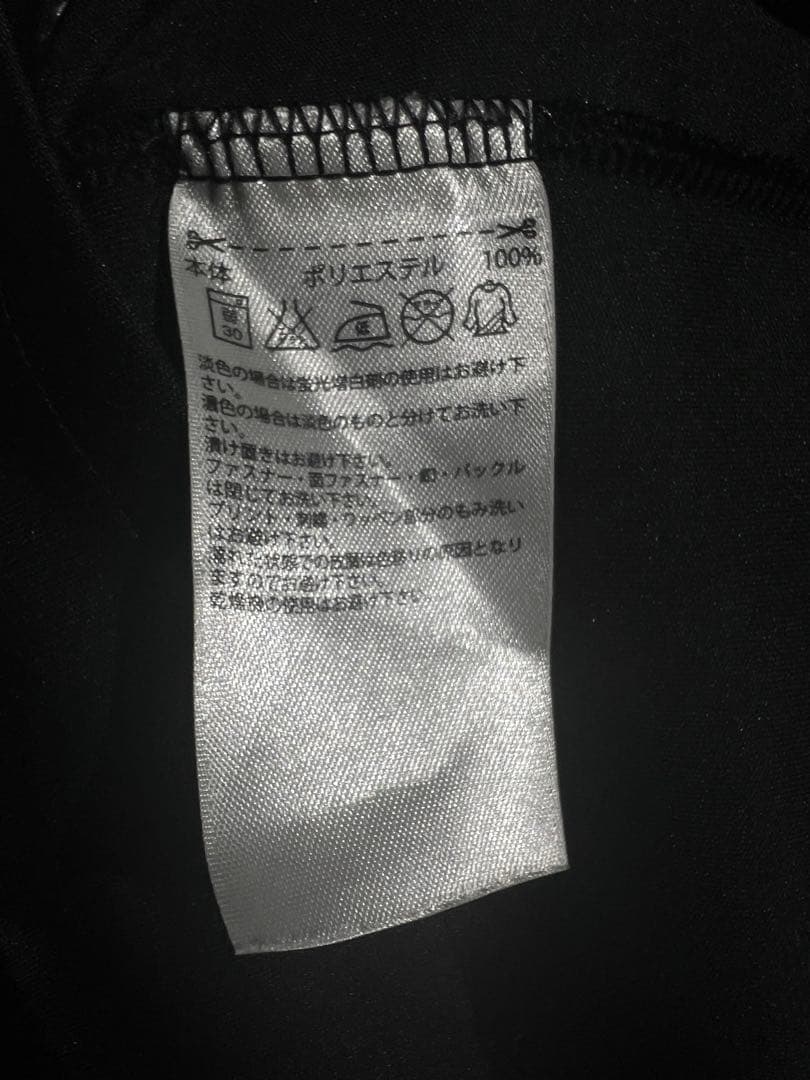 本体 ポリエステル 100%
弱 30
低
淡色の場合は蛍光増白剤の使用はお避け下
さい。
濃色の場合は淡色のものと分けてお洗い下
さい。
漬け置きはお避け下さい。
ファスナー・面ファスナー・釦・バックル
は閉じてお洗い下さい。
プリント・刺繍・ワッペン部分のもみ洗い
はお避け下さい。
濡れた状態での放置は色移りの原因となり
ますのでお避け下さい。
乾燥機の使用はお避け下さい。